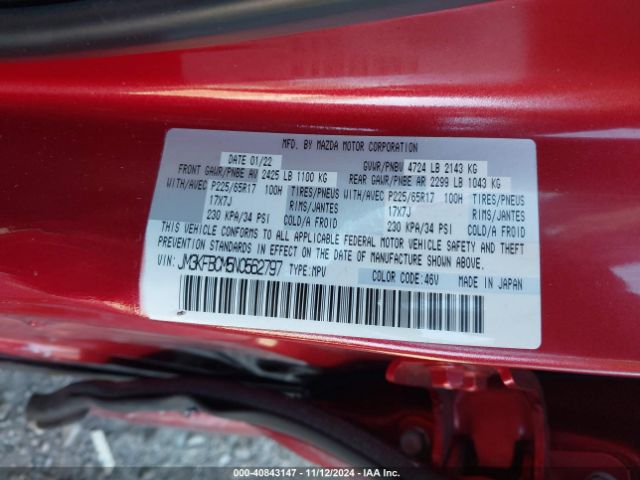 MFD. BY MAZDA MOTOR CORPORATION
DATE 01/22 GVWR/PNBV 4724 LB 2143 KG
FRONT GAWR/PNBE AV 2425 LB 1100 KG REAR GAWR/PNBE AR 2299 LB 1043 KG
WITH/AVEC P225/65R17 100H TIRES/PNEUS WITH/AVEC P225/65R17 100H TIRES/PNEUS
17X7J RIMS/JANTES 17X7J RIMS/JANTES
230 KPA/34 PSI COLD/A FROID 230 KPA/34 PSI COLD/A FROID
THIS VEHICLE CONFORMS TO ALL APPLICABLE FEDERAL MOTOR VEHICLE SAFETY AND THEFT
PREVENTION STANDARDS IN EFFECT ON THE DATE OF MANUFACTURE SHOWN ABOVE.
VIN: JM3KFBCM5N0562797 TYPE: MPV COLOR CODE: 46V MADE IN JAPAN
000-40843147 - 11/12/2024 - IAA Inc.